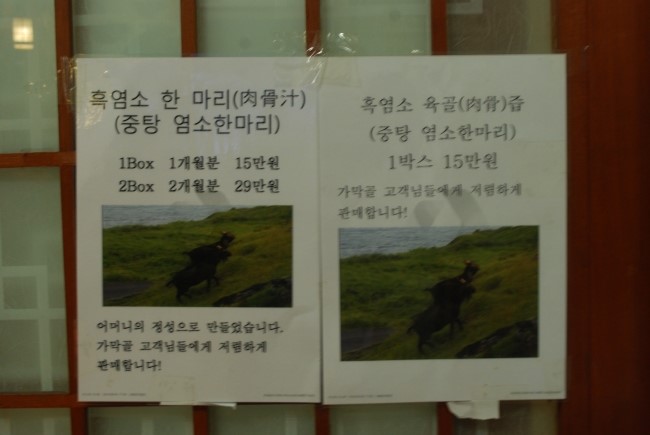 흑염소 한 마리(肉骨汁)
(중탕 염소한마리)
1Box 1개월분 15만원
2Box 2개월분 29만원
어머니의 정성으로 만들었습니다.
가막골 고객님들에게 저렴하게
판매합니다!
흑염소 육골(肉骨)즙
(중탕 염소한마리)
1박스 15만원
가막골 고객님들에게 저렴하게
판매합니다!